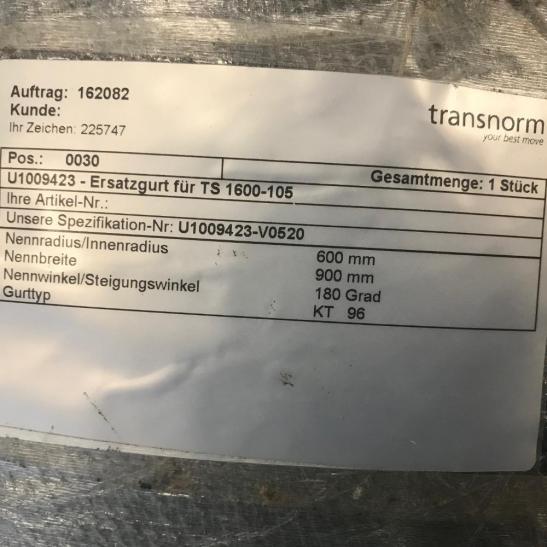 Auftrag: 162082
Kunde:
Ihr Zeichen: 225747
transnorm
your best move
Pos.: 0030 Gesamtmenge: 1 Stück
U1009423 - Ersatzgurt für TS 1600-105
Ihre Artikel-Nr.:
Unsere Spezifikation-Nr: U1009423-V0520
Nennradius/Innenradius 600 mm
Nennbreite 900 mm
Nennwinkel/Steigungswinkel 180 Grad
Gurttyp KT 96